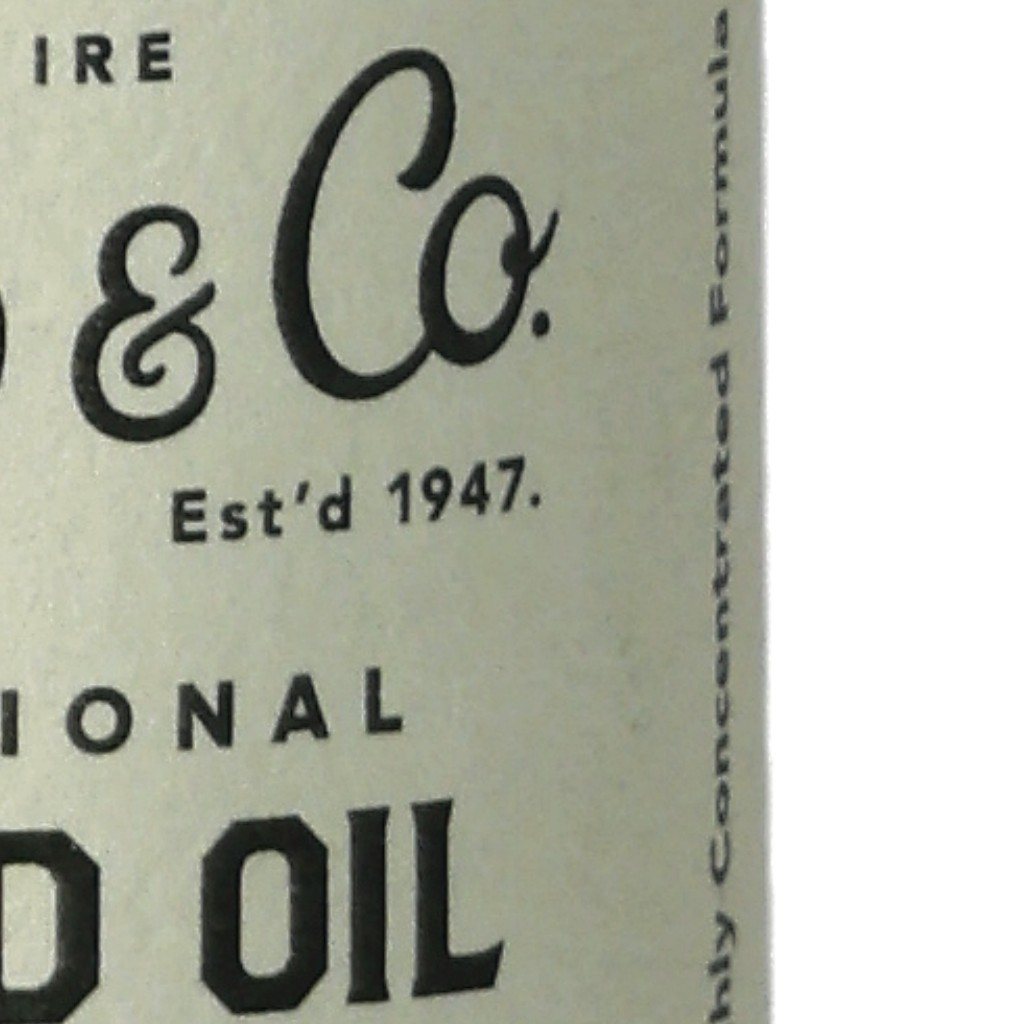 IRE
& Co.
Est'd 1947.
IONAL
D OIL
hly Concentrated Formula